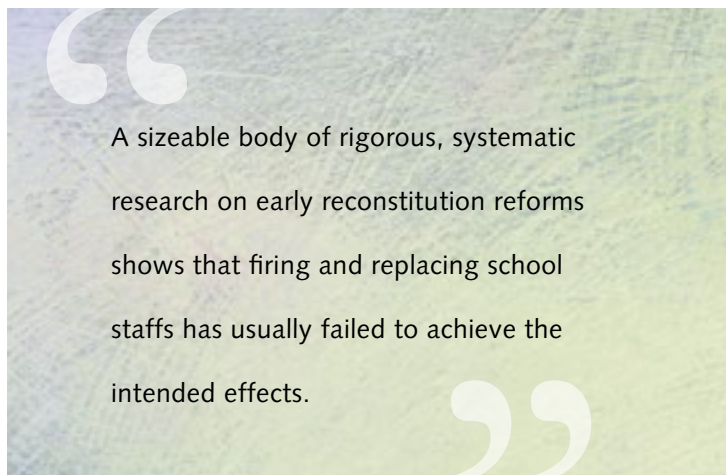 A sizeable body of rigorous, systematic
research on early reconstitution reforms
shows that firing and replacing school
staffs has usually failed to achieve the
intended effects.